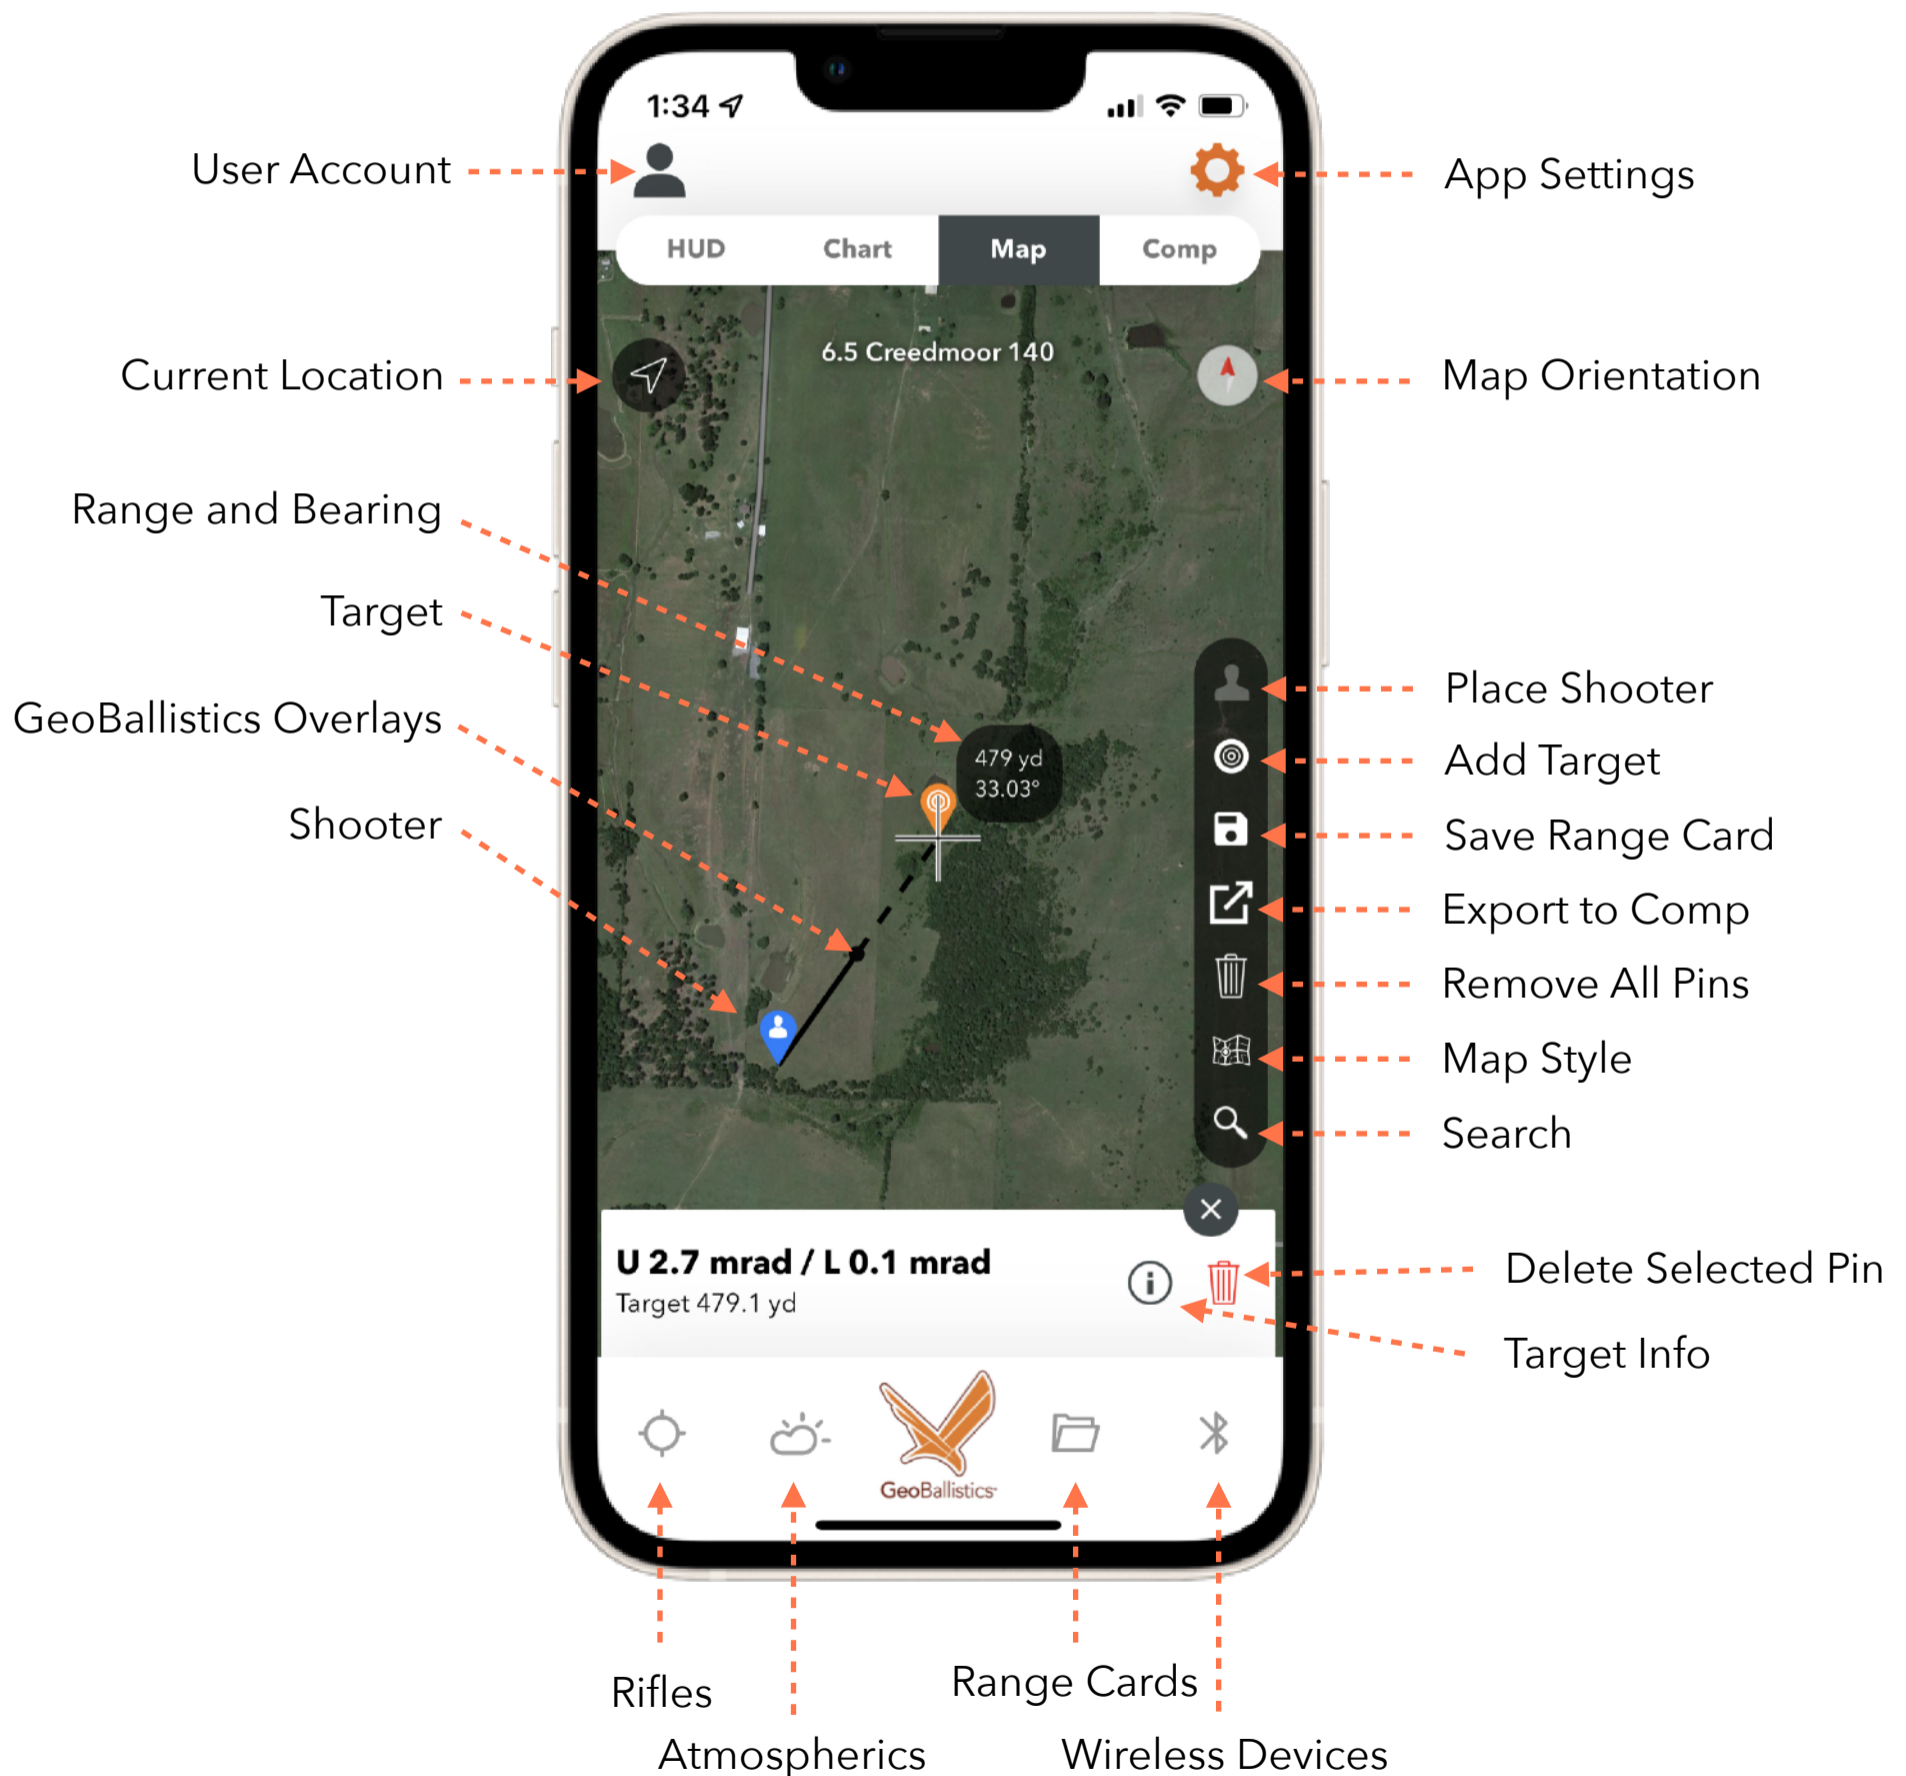 1:34
User Account
App Settings
HUD
Chart
Map
Comp
6.5 Creedmoor 140
Current Location
Map Orientation
Range and Bearing
Target
GeoBallistics Overlays
Shooter
479 yd
33.03°
Place Shooter
Add Target
Save Range Card
Export to Comp
Remove All Pins
Map Style
Search
U 2.7 mrad / L 0.1 mrad
Target 479.1 yd
Delete Selected Pin
Target Info
GeoBallistics
Rifles
Range Cards
Atmospherics
Wireless Devices